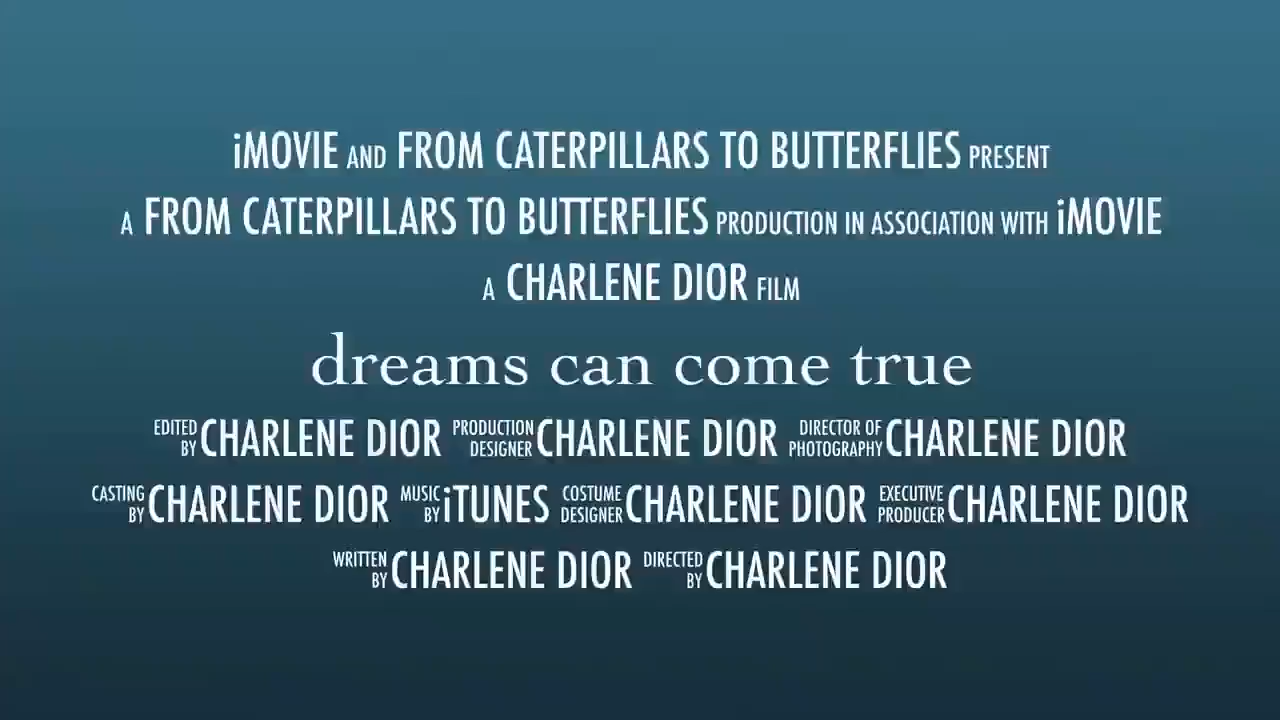 iMOVIE AND FROM CATERPILLARS TO BUTTERFLIES PRESENT
A FROM CATERPILLARS TO BUTTERFLIES PRODUCTION IN ASSOCIATION WITH iMOVIE
A CHARLENE DIOR FILM
dreams can come true
EDITED BY CHARLENE DIOR PRODUCTION DESIGNER CHARLENE DIOR DIRECTOR OF PHOTOGRAPHY CHARLENE DIOR
CASTING BY CHARLENE DIOR MUSIC BY iTUNES COSTUME DESIGNER CHARLENE DIOR EXECUTIVE PRODUCER CHARLENE DIOR
WRITTEN BY CHARLENE DIOR DIRECTED BY CHARLENE DIOR